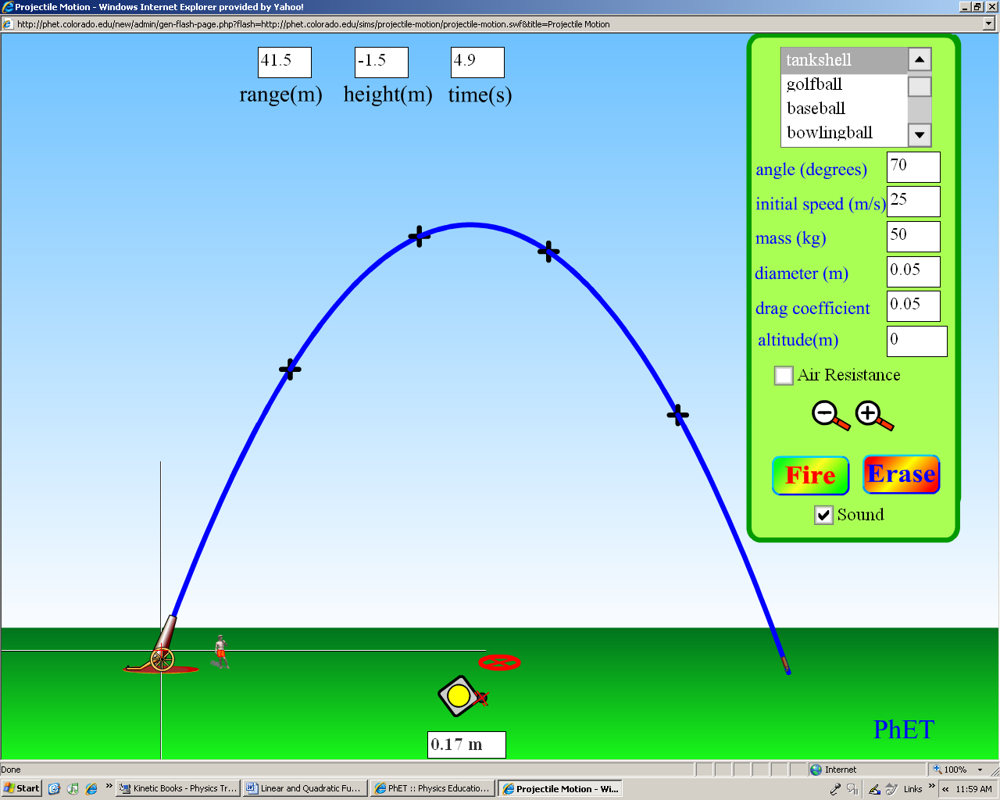 Projectile Motion - Windows Internet Explorer provided by Yahoo!
http://phet.colorado.edu/new/admin/gen-flash-page.php?flash=http://phet.colorado.edu/sims/projectile-motion/projectile-motion.swf&title=Projectile Motion
41.5 -1.5 4.9
range(m) height(m) time(s)
tankshell
golfball
baseball
bowlingball
angle (degrees) 70
initial speed (m/s) 25
mass (kg) 50
diameter (m) 0.05
drag coefficient 0.05
altitude(m) 0
Air Resistance
Fire Erase
Sound
PhET
0.17 m
Done Internet 100%
Start » Kinetic Books - Physics Tr... Linear and Quadratic Fu... PhET :: Physics Educatio... Projectile Motion - Wi... Links » « 11:59 AM